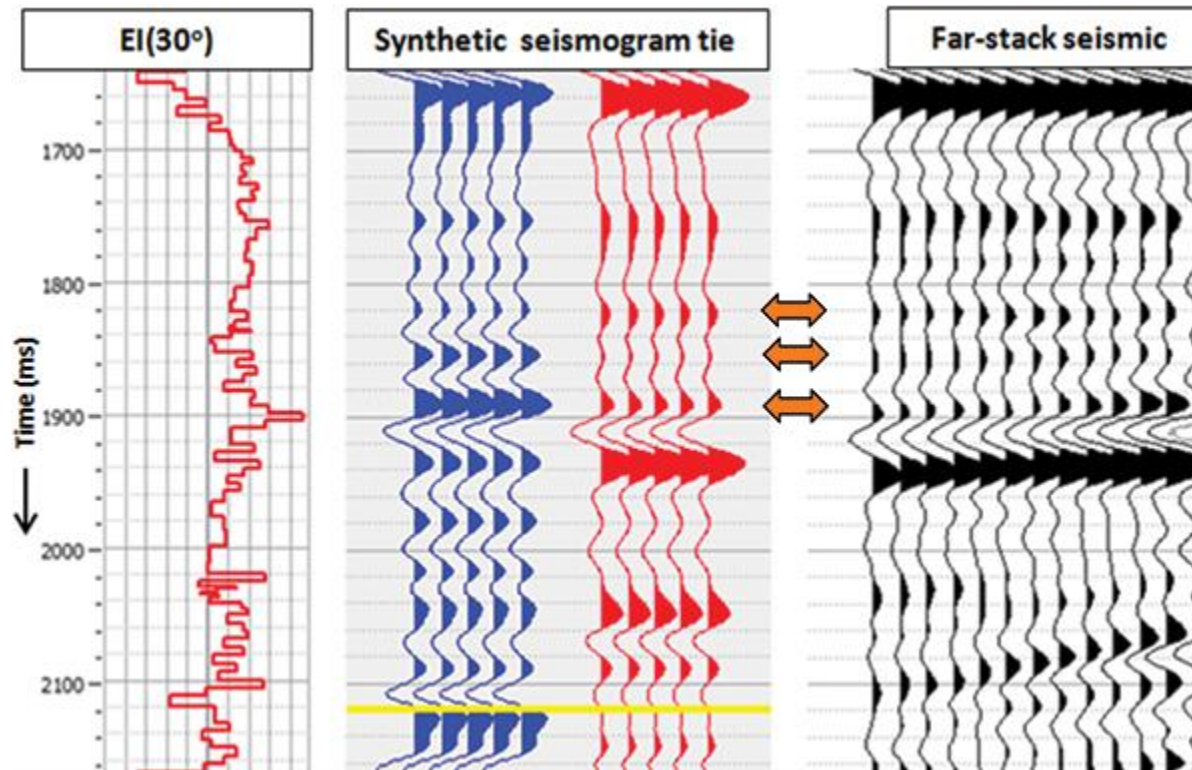 EI(30°)
Synthetic seismogram tie
Far-stack seismic
Time (ms)
1700
1800
1900
2000
2100